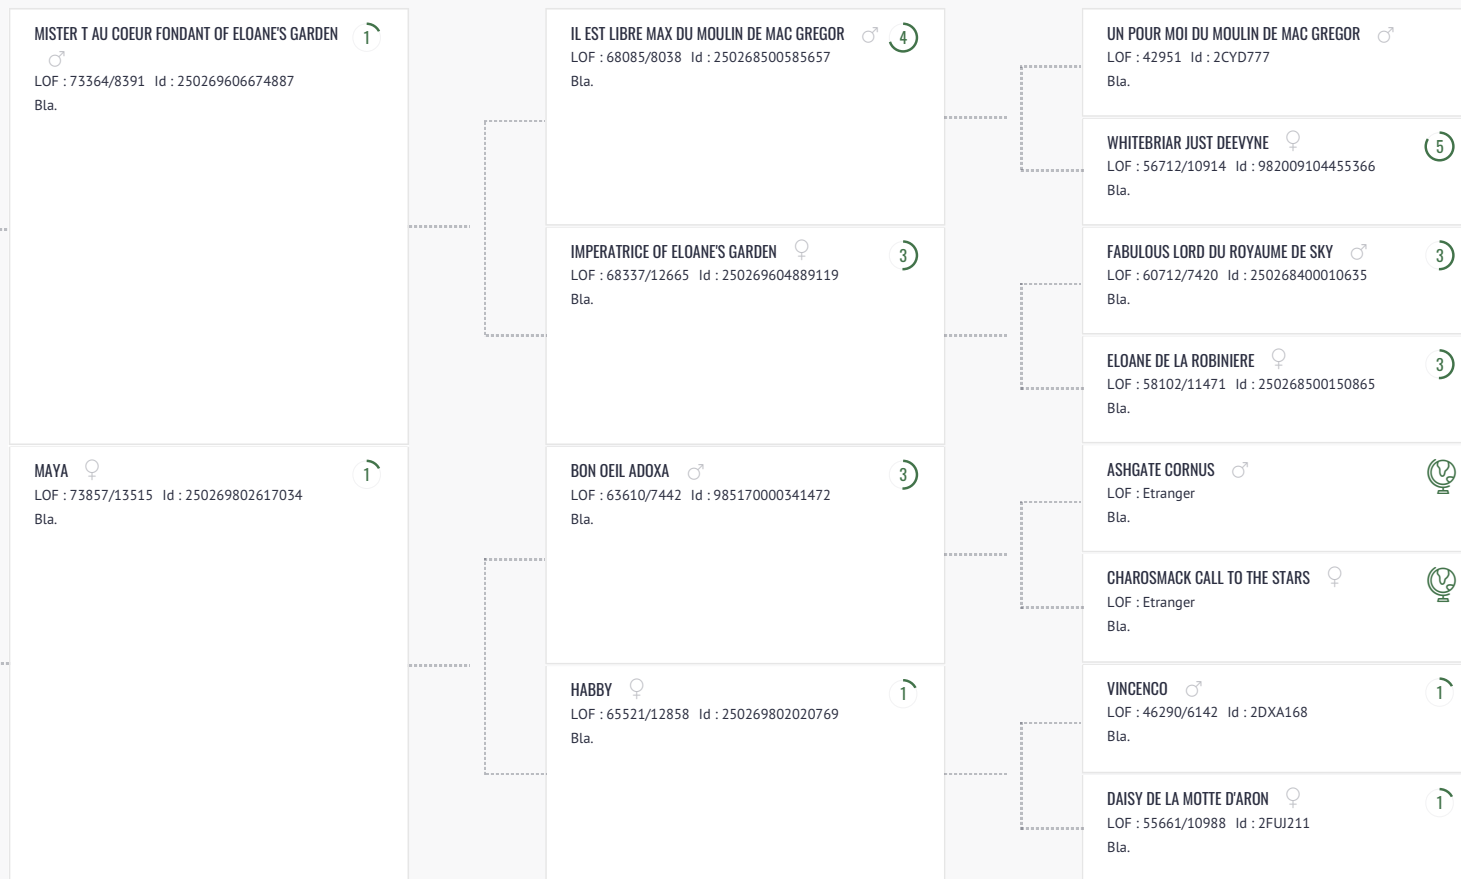 MISTER T AU COEUR FONDANT OF ELOANE'S GARDEN
1
LOF : 73364/8391 Id : 250269606674887
Bla.
MAYA
1
LOF : 73857/13515 Id : 250269802617034
Bla.
IL EST LIBRE MAX DU MOULIN DE MAC GREGOR
4
LOF : 68085/8038 Id : 250268500585657
Bla.
IMPERATRICE OF ELOANE'S GARDEN
3
LOF : 68337/12665 Id : 250269604889119
Bla.
BON OEIL ADOXA
3
LOF : 63610/7442 Id : 985170000341472
Bla.
HABBY
1
LOF : 65521/12858 Id : 250269802020769
Bla.
UN POUR MOI DU MOULIN DE MAC GREGOR
LOF : 42951 Id : 2CYD777
Bla.
WHITEBRIAR JUST DEEVYNE
5
LOF : 56712/10914 Id : 982009104455366
Bla.
FABULOUS LORD DU ROYAUME DE SKY
3
LOF : 60712/7420 Id : 250268400010635
Bla.
ELOANE DE LA ROBINIERE
3
LOF : 58102/11471 Id : 250268500150865
Bla.
ASHGATE CORNUS
LOF : Etranger
Bla.
CHAROSMACK CALL TO THE STARS
LOF : Etranger
Bla.
VINCENCO
1
LOF : 46290/6142 Id : 2DXA168
Bla.
DAISY DE LA MOTTE D'ARON
1
LOF : 55661/10988 Id : 2FUJ211
Bla.